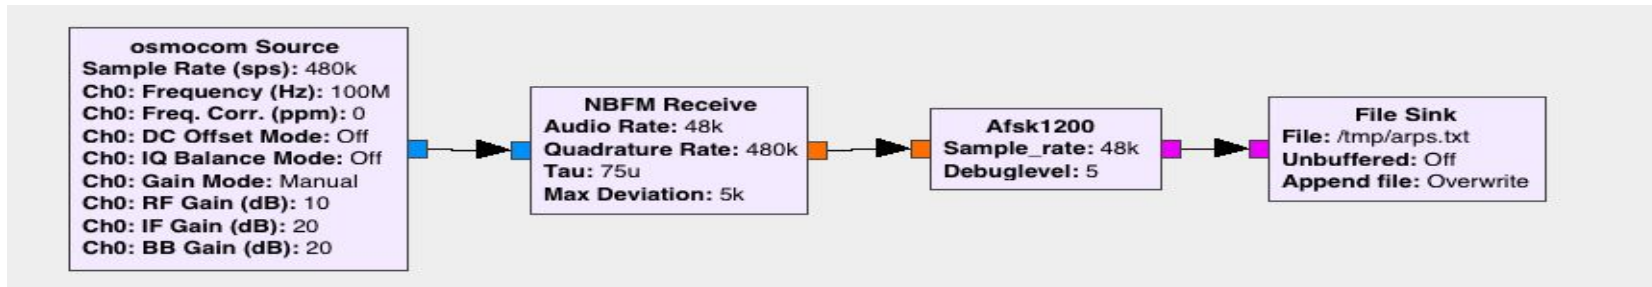 osmocom Source
Sample Rate (sps): 480k
Ch0: Frequency (Hz): 100M
Ch0: Freq. Corr. (ppm): 0
Ch0: DC Offset Mode: Off
Ch0: IQ Balance Mode: Off
Ch0: Gain Mode: Manual
Ch0: RF Gain (dB): 10
Ch0: IF Gain (dB): 20
Ch0: BB Gain (dB): 20
NBFM Receive
Audio Rate: 48k
Quadrature Rate: 480k
Tau: 75u
Max Deviation: 5k
Afsk1200
Sample_rate: 48k
Debuglevel: 5
File Sink
File: /tmp/arps.txt
Unbuffered: Off
Append file: Overwrite